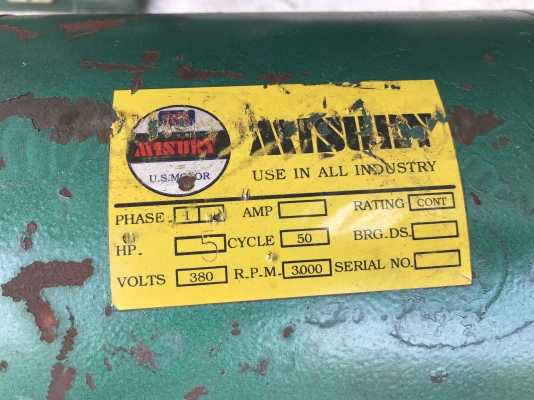 U.S. MOTOR
USE IN ALL INDUSTRY
PHASE. 1 AMP RATING CONT
HP. 5 CYCLE 50 BRG. DS.
VOLTS 380 R.P.M. 3000 SERIAL NO.